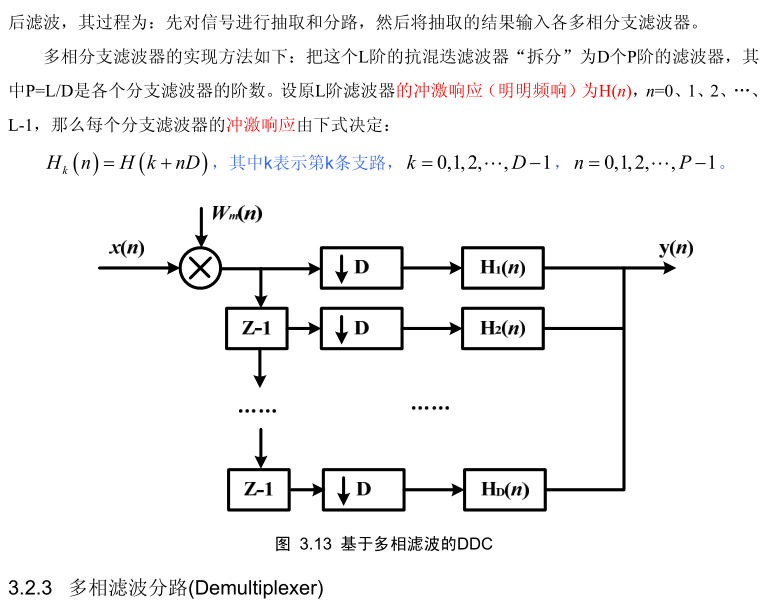 后滤波，其过程为：先对信号进行抽取和分路，然后将抽取的结果输入各多相分支滤波器。
多相分支滤波器的实现方法如下：把这个L阶的抗混迭滤波器“拆分”为D个P阶的滤波器，其
中P=L/D是各个分支滤波器的阶数。设原L阶滤波器的冲激响应（明明频响）为H(n)，n=0、1、2、…、
L-1，那么每个分支滤波器的冲激响应由下式决定：
H_k(n)=H(k+nD)，其中k表示第k条支路，k=0,1,2,⋯,D−1，n=0,1,2,⋯,P−1。
W_m(n)
x(n)
y(n)
↓ D
H1(n)
Z-1
↓ D
H2(n)
……
……
Z-1
↓ D
HD(n)
图 3.13 基于多相滤波的DDC
3.2.3 多相滤波分路(Demultiplexer)